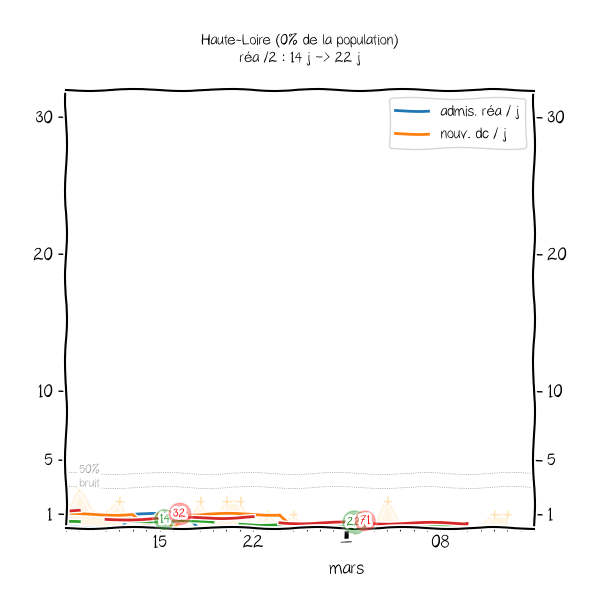 Haute-Loire (0% de la population)
réa /2 : 14 j -> 22 j
admis. réa / j
nouv. dc / j
30
30
20
20
10
10
5
5
50%
bruit
1
1
14
32
71
15
22
08
mars